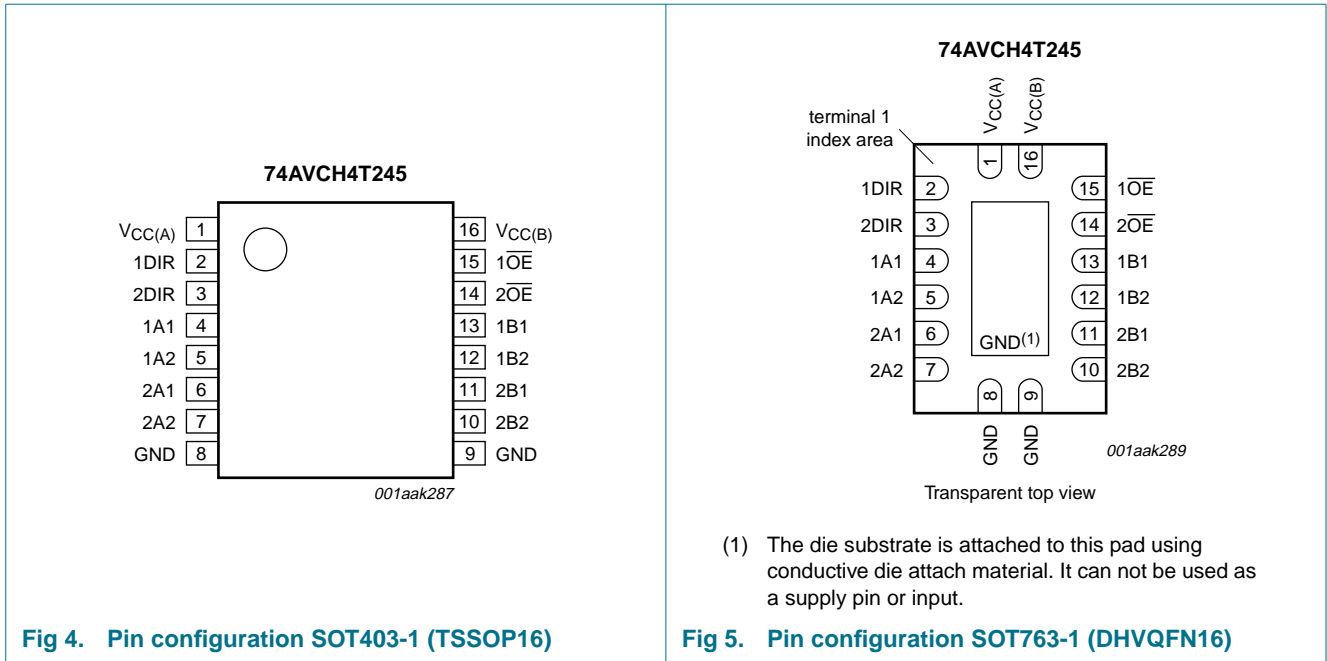 74AVCH4T245
VCC(A) 1
1DIR 2
2DIR 3
1A1 4
1A2 5
2A1 6
2A2 7
GND 8
16 VCC(B)
15 1O̅E̅
14 2O̅E̅
13 1B1
12 1B2
11 2B1
10 2B2
9 GND
001aak287
Fig 4. Pin configuration SOT403-1 (TSSOP16)
74AVCH4T245
terminal 1
index area
VCC(A)
VCC(B)
1
16
1DIR 2
2DIR 3
1A1 4
1A2 5
2A1 6
2A2 7
15 1O̅E̅
14 2O̅E̅
13 1B1
12 1B2
11 2B1
10 2B2
GND(1)
8
9
GND
GND
001aak289
Transparent top view
(1) The die substrate is attached to this pad using
conductive die attach material. It can not be used as
a supply pin or input.
Fig 5. Pin configuration SOT763-1 (DHVQFN16)